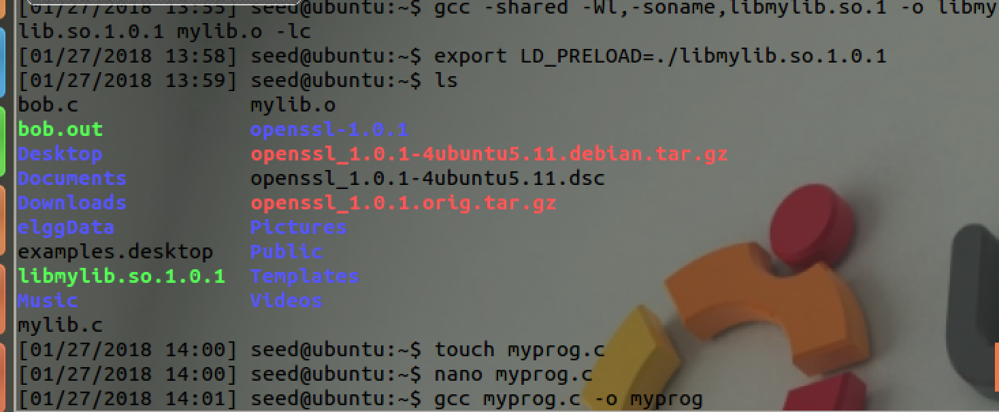 [01/27/2018 13:55] seed@ubuntu:~$ gcc -shared -Wl,-soname,libmylib.so.1 -o libmy
lib.so.1.0.1 mylib.o -lc
[01/27/2018 13:58] seed@ubuntu:~$ export LD_PRELOAD=./libmylib.so.1.0.1
[01/27/2018 13:59] seed@ubuntu:~$ ls
bob.c mylib.o
bob.out openssl-1.0.1
Desktop openssl_1.0.1-4ubuntu5.11.debian.tar.gz
Documents openssl_1.0.1-4ubuntu5.11.dsc
Downloads openssl_1.0.1.orig.tar.gz
elggData Pictures
examples.desktop Public
libmylib.so.1.0.1 Templates
Music Videos
mylib.c
[01/27/2018 14:00] seed@ubuntu:~$ touch myprog.c
[01/27/2018 14:00] seed@ubuntu:~$ nano myprog.c
[01/27/2018 14:01] seed@ubuntu:~$ gcc myprog.c -o myprog